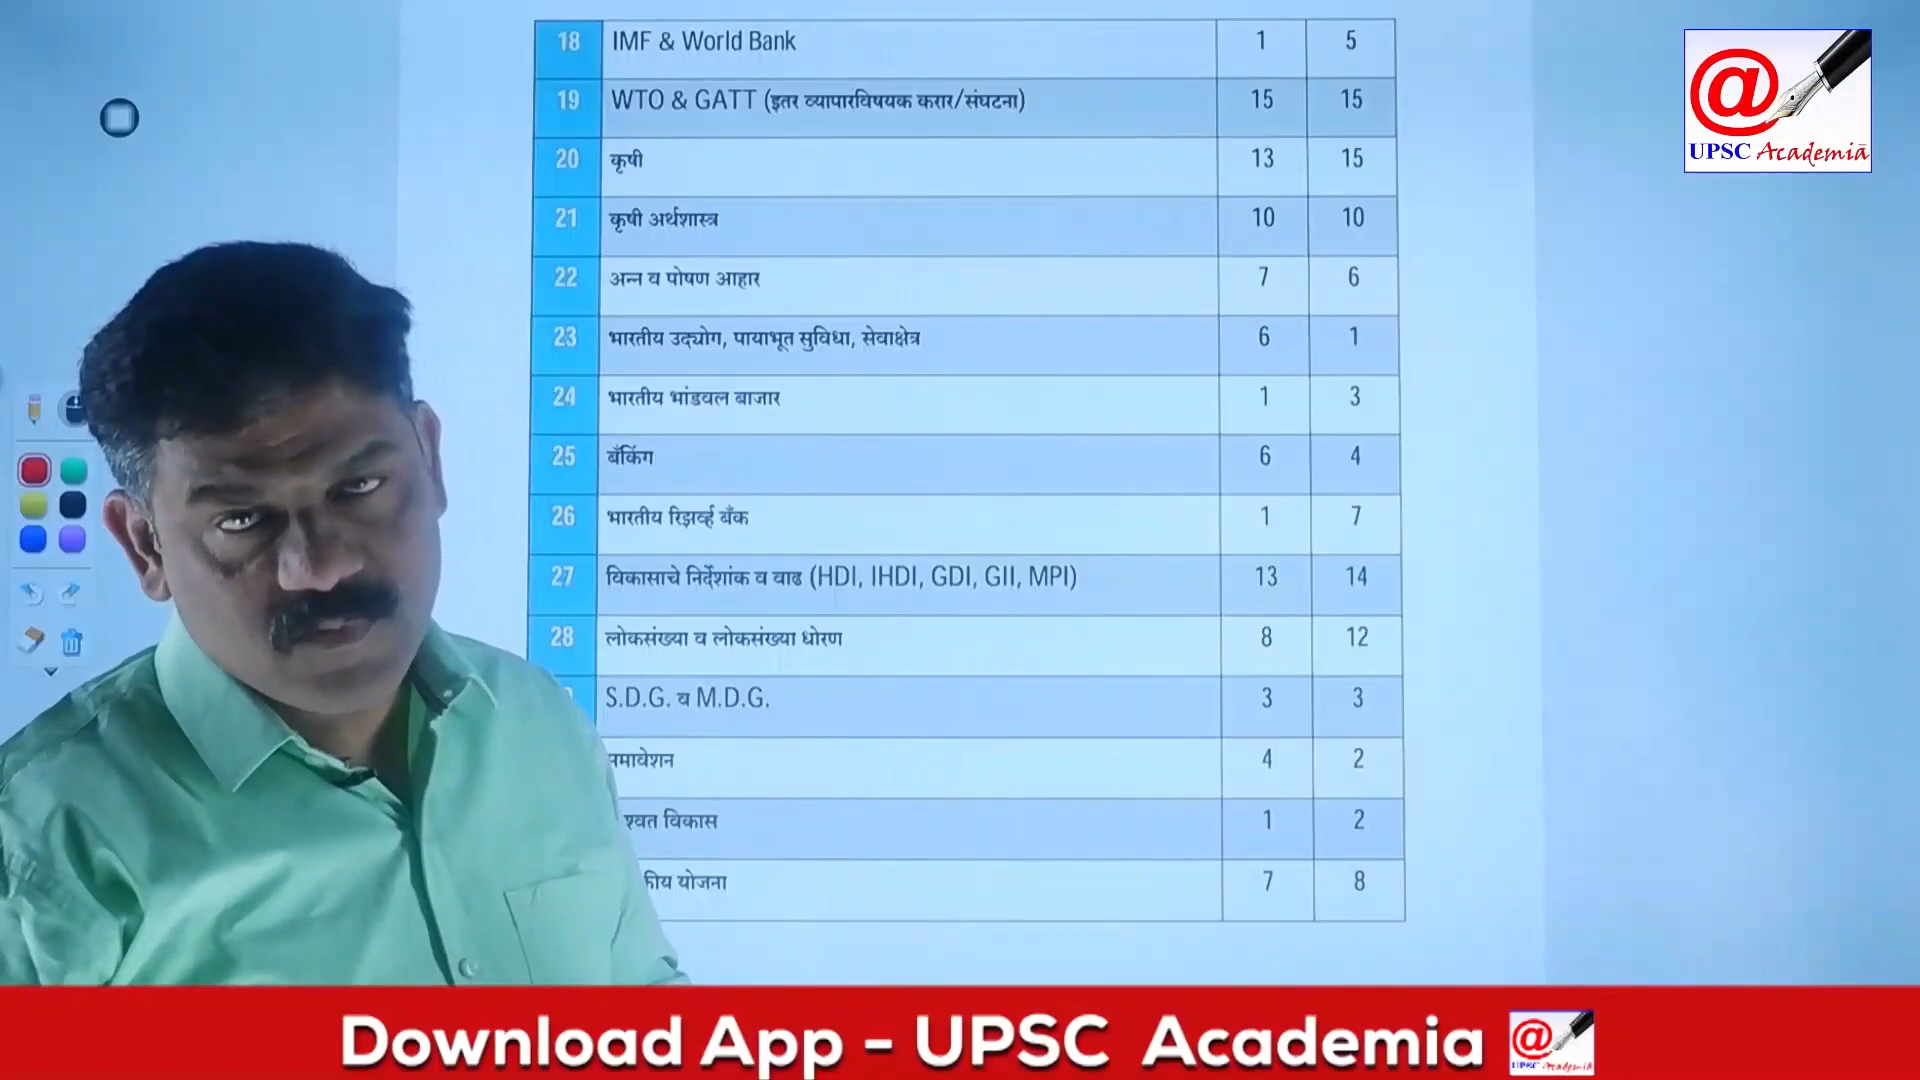 18 IMF & World Bank 1 5
19 WTO & GATT (इतर व्यापारविषयक करार/संघटना) 15 15
20 कृषी 13 15
21 कृषी अर्थशास्त्र 10 10
22 अन्न व पोषण आहार 7 6
23 भारतीय उद्योग, पायाभूत सुविधा, सेवाक्षेत्र 6 1
24 भारतीय भांडवल बाजार 1 3
25 बँकिंग 6 4
26 भारतीय रिझर्व्ह बँक 1 7
27 विकासाचे निर्देशांक व वाढ (HDI, IHDI, GDI, GII, MPI) 13 14
28 लोकसंख्या व लोकसंख्या धोरण 8 12
S.D.G. व M.D.G. 3 3
4 2
विकास 1 2
योजना 7 8
@ UPSC Academia
Download App - UPSC Academia
@ UPSC Academia